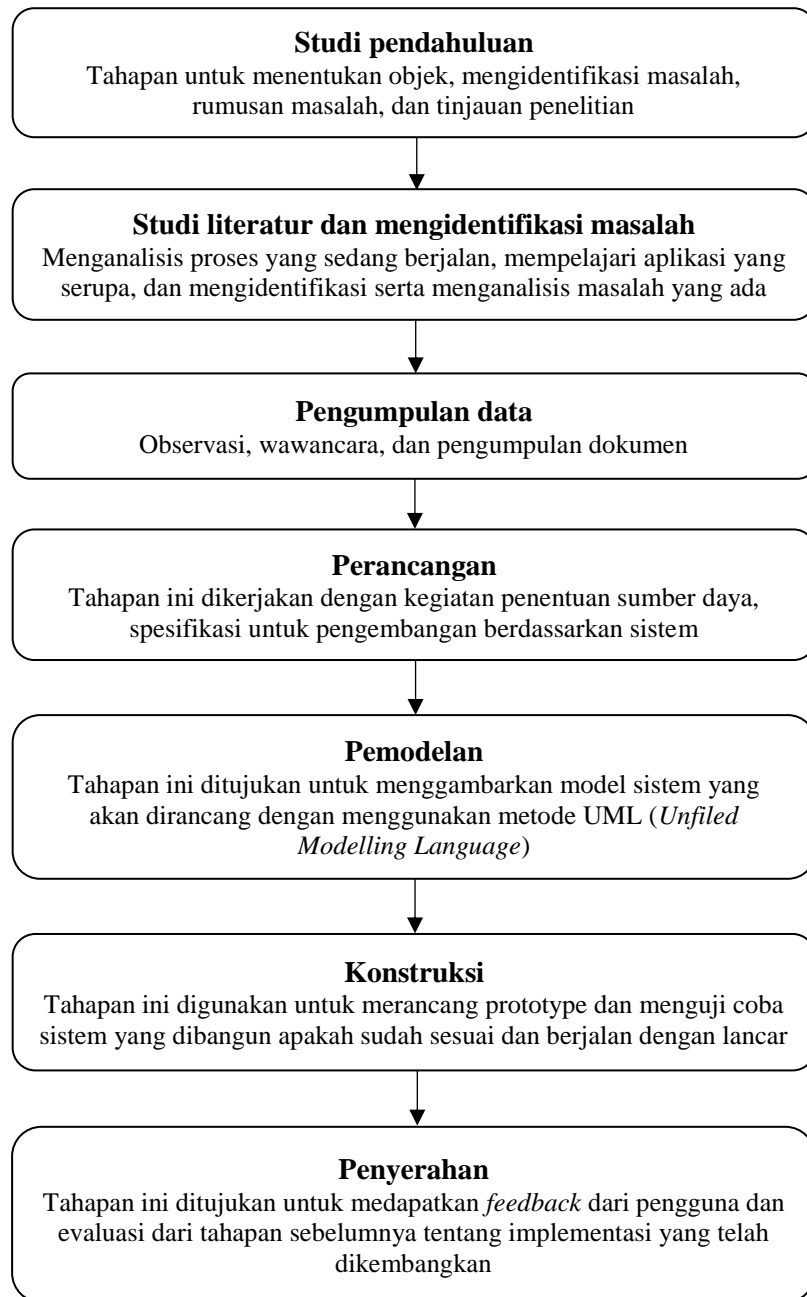 Studi pendahuluan
Tahapan untuk menentukan objek, mengidentifikasi masalah,
rumusan masalah, dan tinjauan penelitian
Studi literatur dan mengidentifikasi masalah
Menganalisis proses yang sedang berjalan, mempelajari aplikasi yang
serupa, dan mengidentifikasi serta menganalisis masalah yang ada
Pengumpulan data
Observasi, wawancara, dan pengumpulan dokumen
Perancangan
Tahapan ini dikerjakan dengan kegiatan penentuan sumber daya,
spesifikasi untuk pengembangan berdassarkan sistem
Pemodelan
Tahapan ini ditujukan untuk menggambarkan model sistem yang
akan dirancang dengan menggunakan metode UML (Unfiled
Modelling Language)
Konstruksi
Tahapan ini digunakan untuk merancang prototype dan menguji coba
sistem yang dibangun apakah sudah sesuai dan berjalan dengan lancar
Penyerahan
Tahapan ini ditujukan untuk medapatkan feedback dari pengguna dan
evaluasi dari tahapan sebelumnya tentang implementasi yang telah
dikembangkan